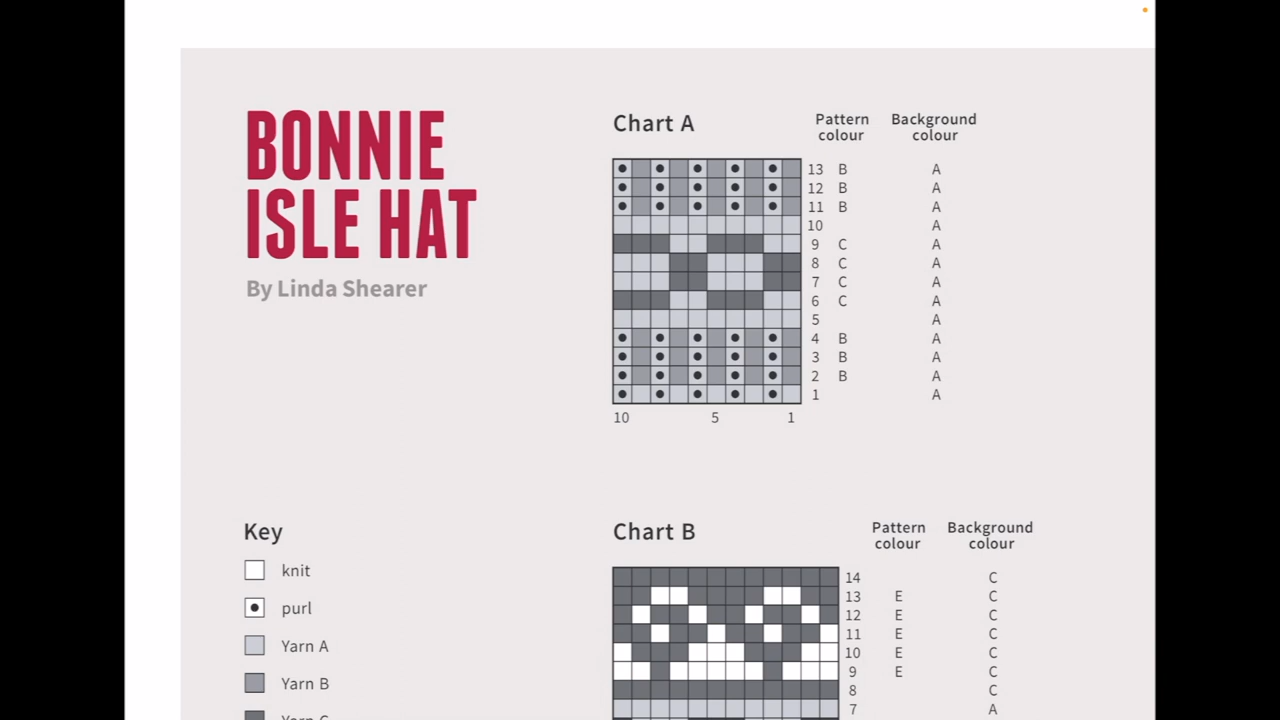 BONNIE
ISLE HAT
By Linda Shearer
Chart A
Pattern colour
Background colour
13 B A
12 B A
11 B A
10 A
9 C A
8 C A
7 C A
6 C A
5 A
4 B A
3 B A
2 B A
1 A
10 5 1
Key
knit
purl
Yarn A
Yarn B
Yarn C
Chart B
Pattern colour
Background colour
14 C
13 E C
12 E C
11 E C
10 E C
9 E C
8 C
7 A